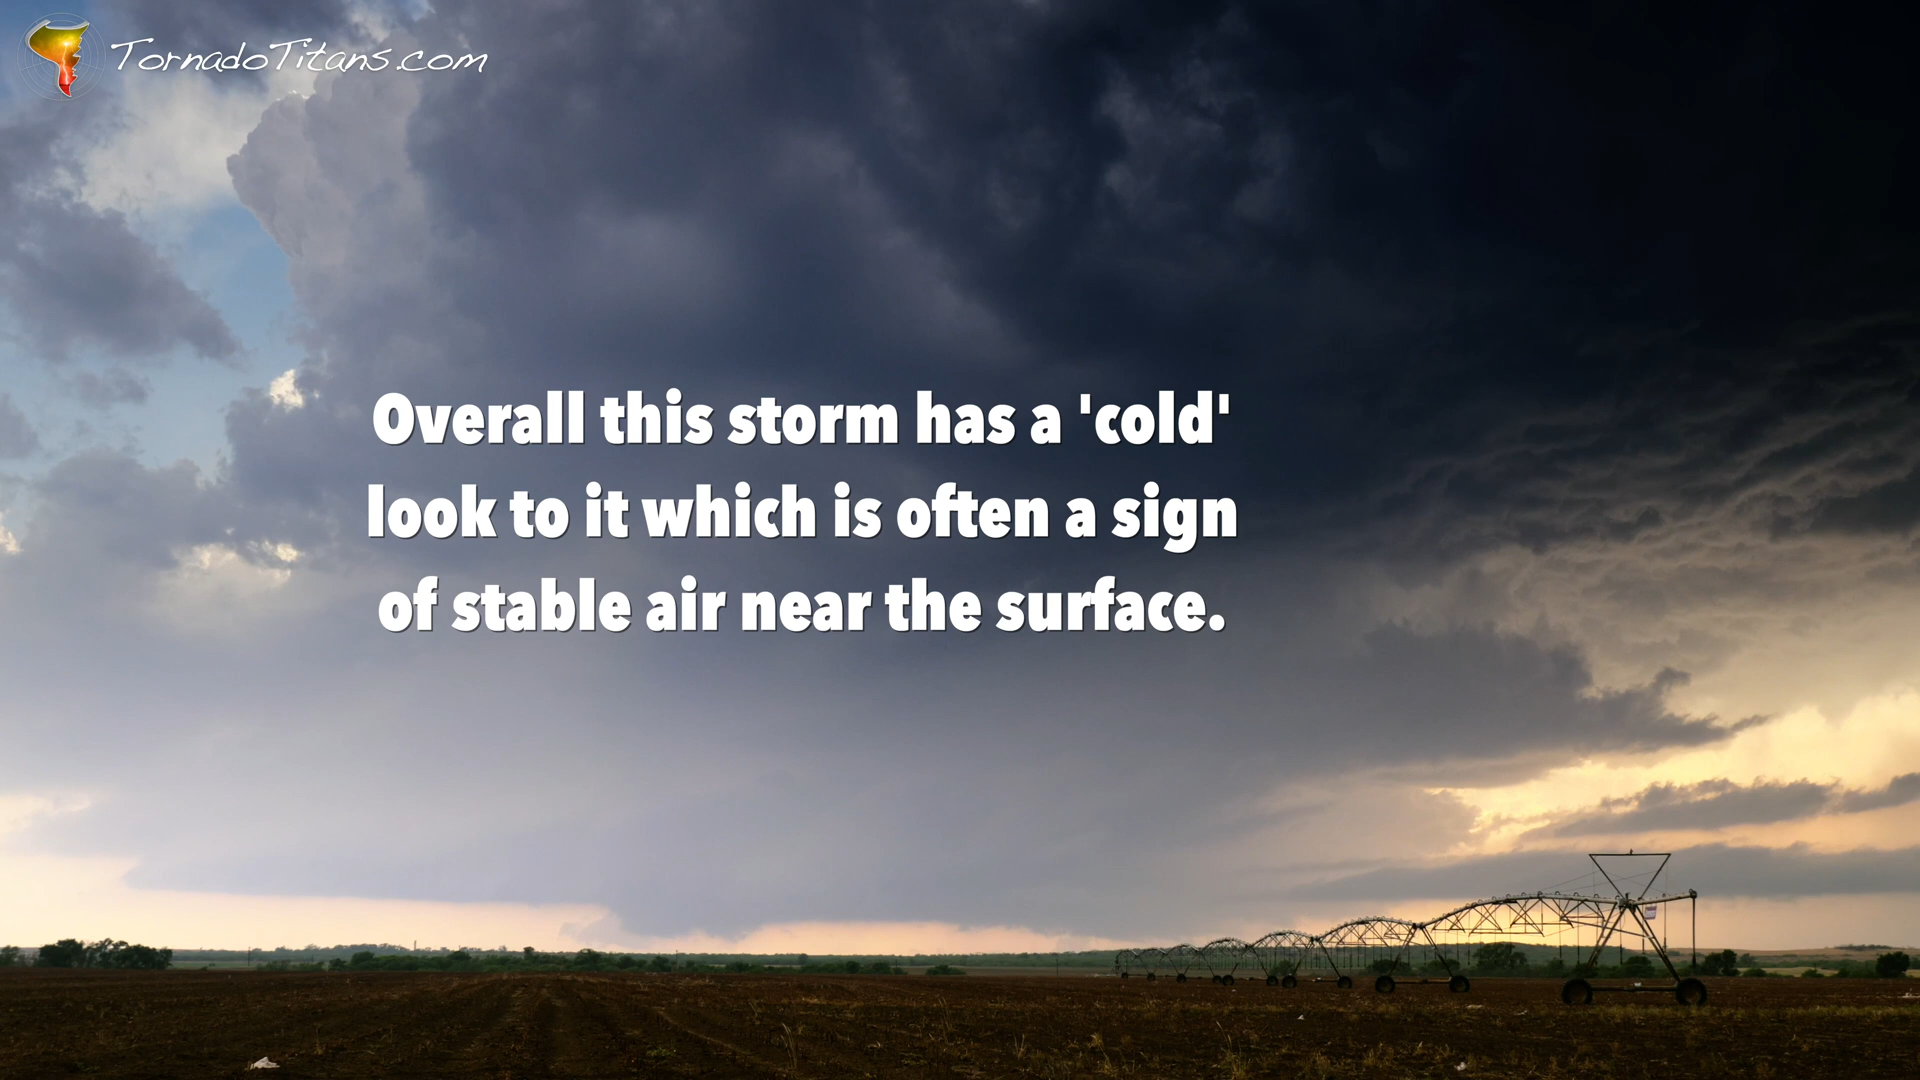 TornadoTitans.com
Overall this storm has a 'cold'
look to it which is often a sign
of stable air near the surface.